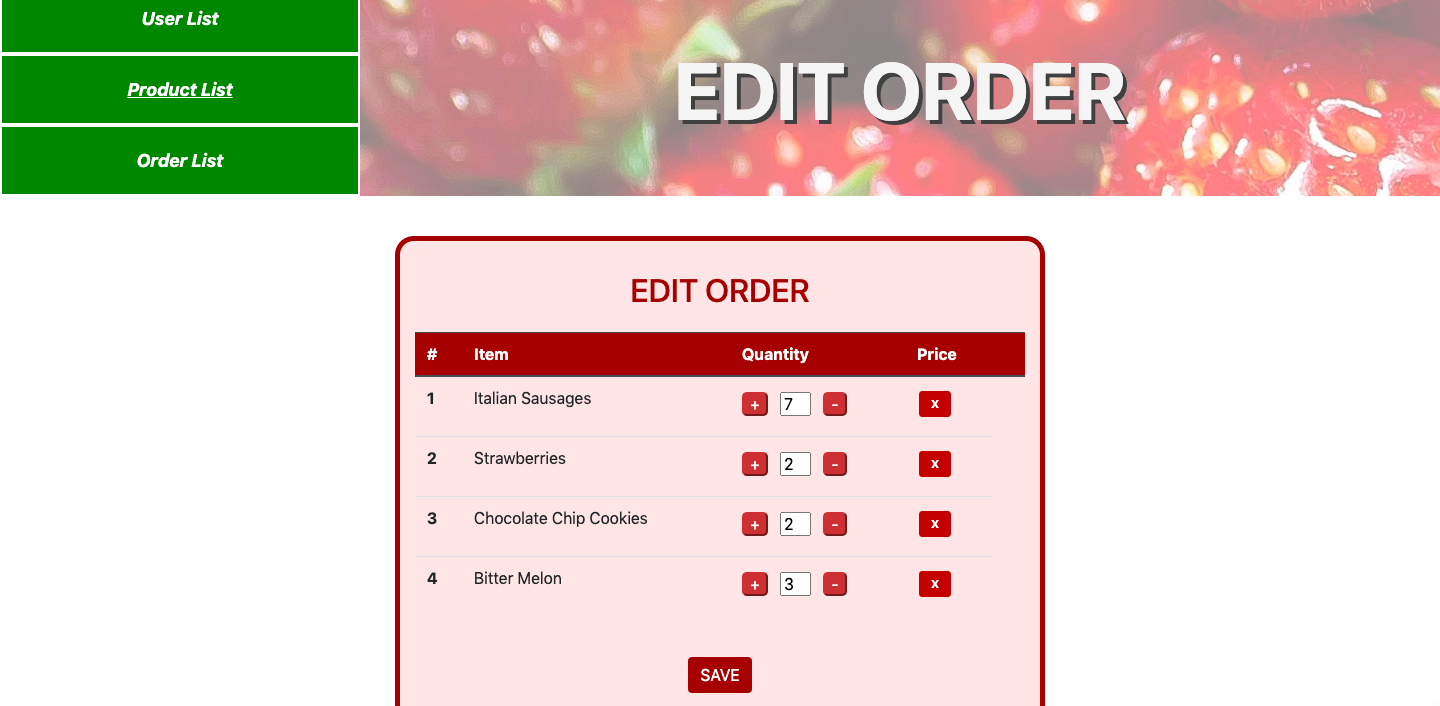 User List
Product List
Order List
EDIT ORDER
EDIT ORDER
# Item Quantity Price
1 Italian Sausages + 7 - x
2 Strawberries + 2 - x
3 Chocolate Chip Cookies + 2 - x
4 Bitter Melon + 3 - x
SAVE